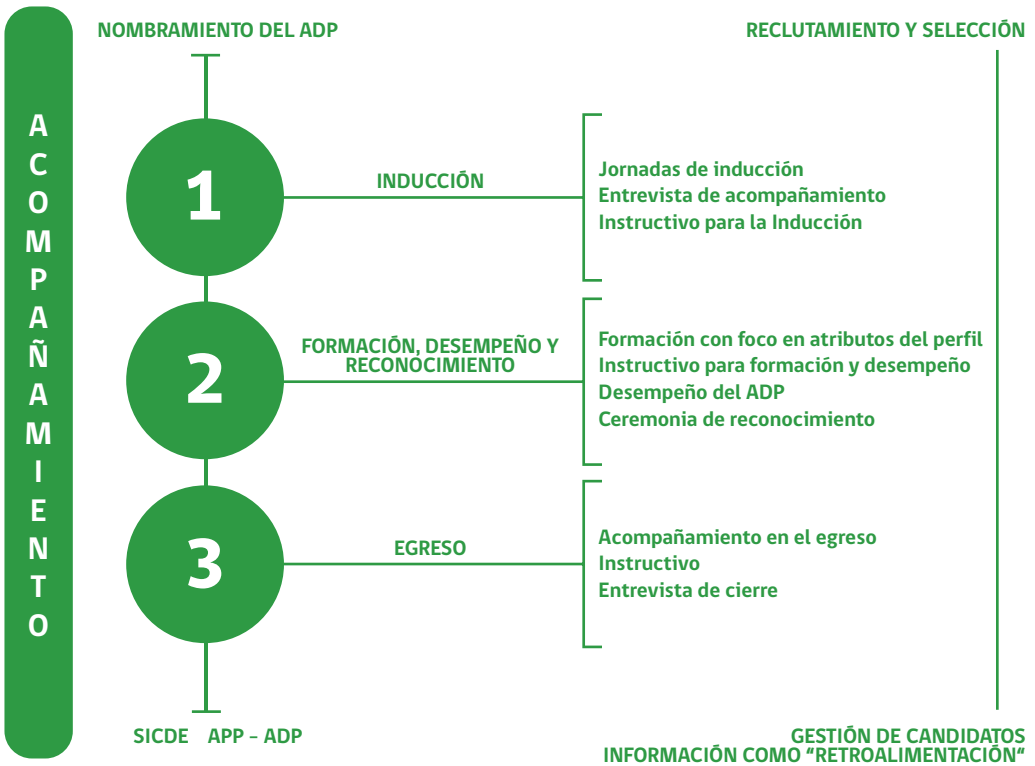 ACOMPAÑAMIENTO
NOMBRAMIENTO DEL ADP
RECLUTAMIENTO Y SELECCIÓN
1
INDUCCIÓN
Jornadas de inducción
Entrevista de acompañamiento
Instructivo para la Inducción
2
FORMACIÓN, DESEMPEÑO Y
RECONOCIMIENTO
Formación con foco en atributos del perfil
Instructivo para formación y desempeño
Desempeño del ADP
Ceremonia de reconocimiento
3
EGRESO
Acompañamiento en el egreso
Instructivo
Entrevista de cierre
SICDE APP – ADP
GESTIÓN DE CANDIDATOS
INFORMACIÓN COMO “RETROALIMENTACIÓN“